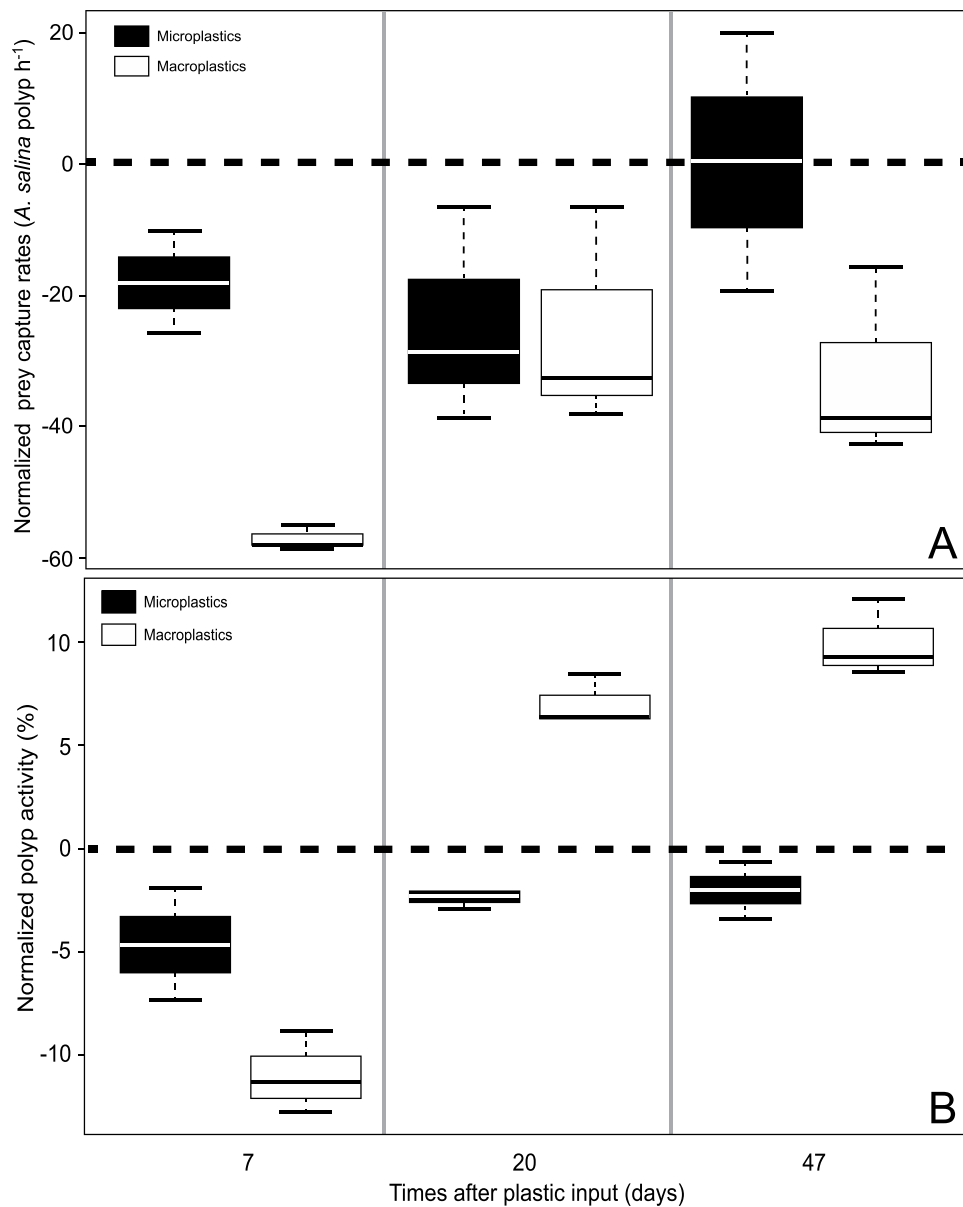 Normalized prey capture rates (A. salina polyp h-1)
20
0
-20
-40
-60
Microplastics
Macroplastics
A
Normalized polyp activity (%)
10
5
0
-5
-10
Microplastics
Macroplastics
B
7 20 47
Times after plastic input (days)